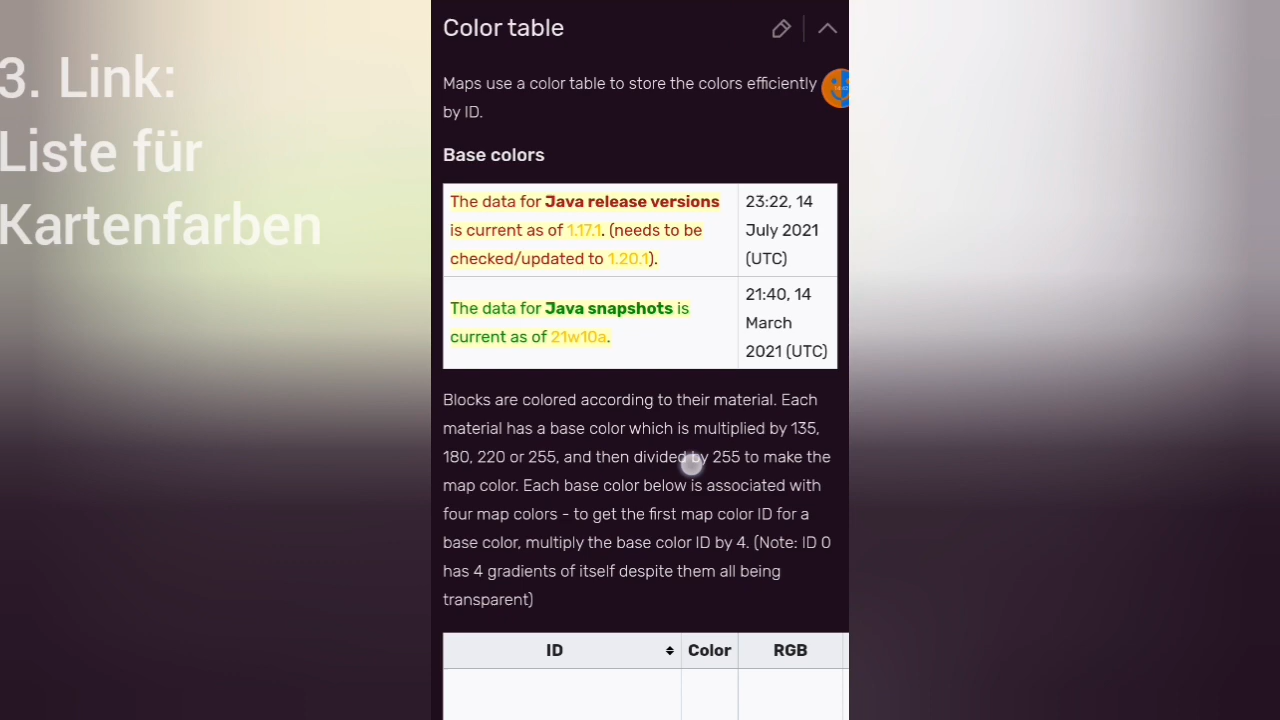 3. Link:
Liste für
Kartenfarben
Color table
Maps use a color table to store the colors efficiently
by ID.
Base colors
The data for Java release versions
is current as of 1.17.1. (needs to be
checked/updated to 1.20.1).
23:22, 14
July 2021
(UTC)
The data for Java snapshots is
current as of 21w10a.
21:40, 14
March
2021 (UTC)
Blocks are colored according to their material. Each
material has a base color which is multiplied by 135,
180, 220 or 255, and then divided by 255 to make the
map color. Each base color below is associated with
four map colors - to get the first map color ID for a
base color, multiply the base color ID by 4. (Note: ID 0
has 4 gradients of itself despite them all being
transparent)
ID Color RGB